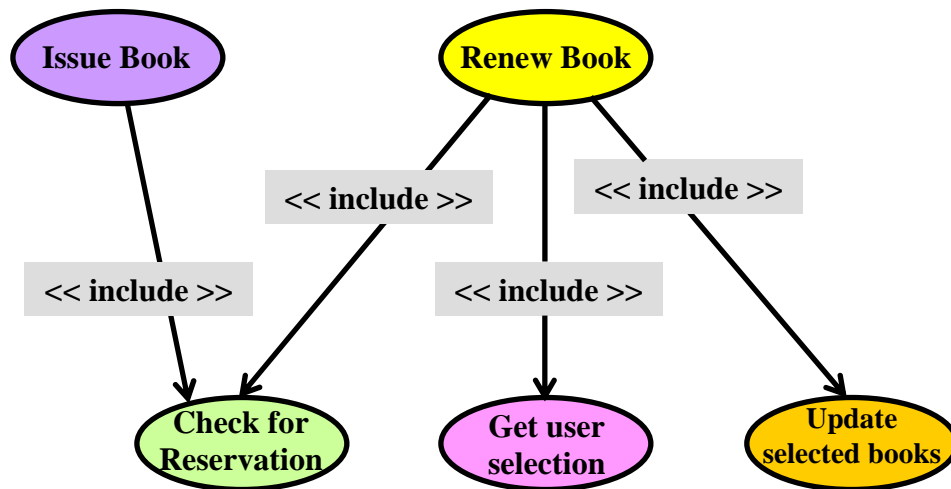 Issue Book
Renew Book
<< include >>
<< include >>
<< include >>
<< include >>
Check for
Reservation
Get user
selection
Update
selected books